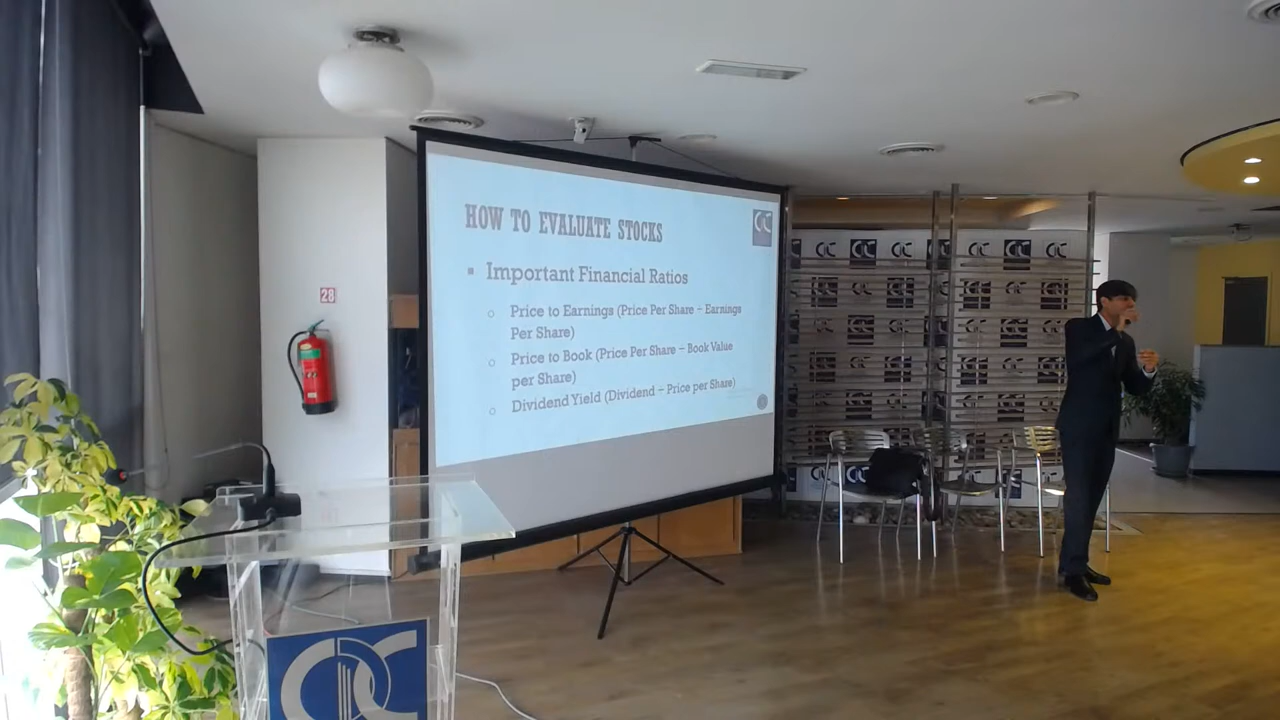 HOW TO EVALUATE STOCKS
Important Financial Ratios
Price to Earnings (Price Per Share – Earnings
Per Share)
Price to Book (Price Per Share – Book Value
per Share)
Dividend Yield (Dividend – Price per Share)
28